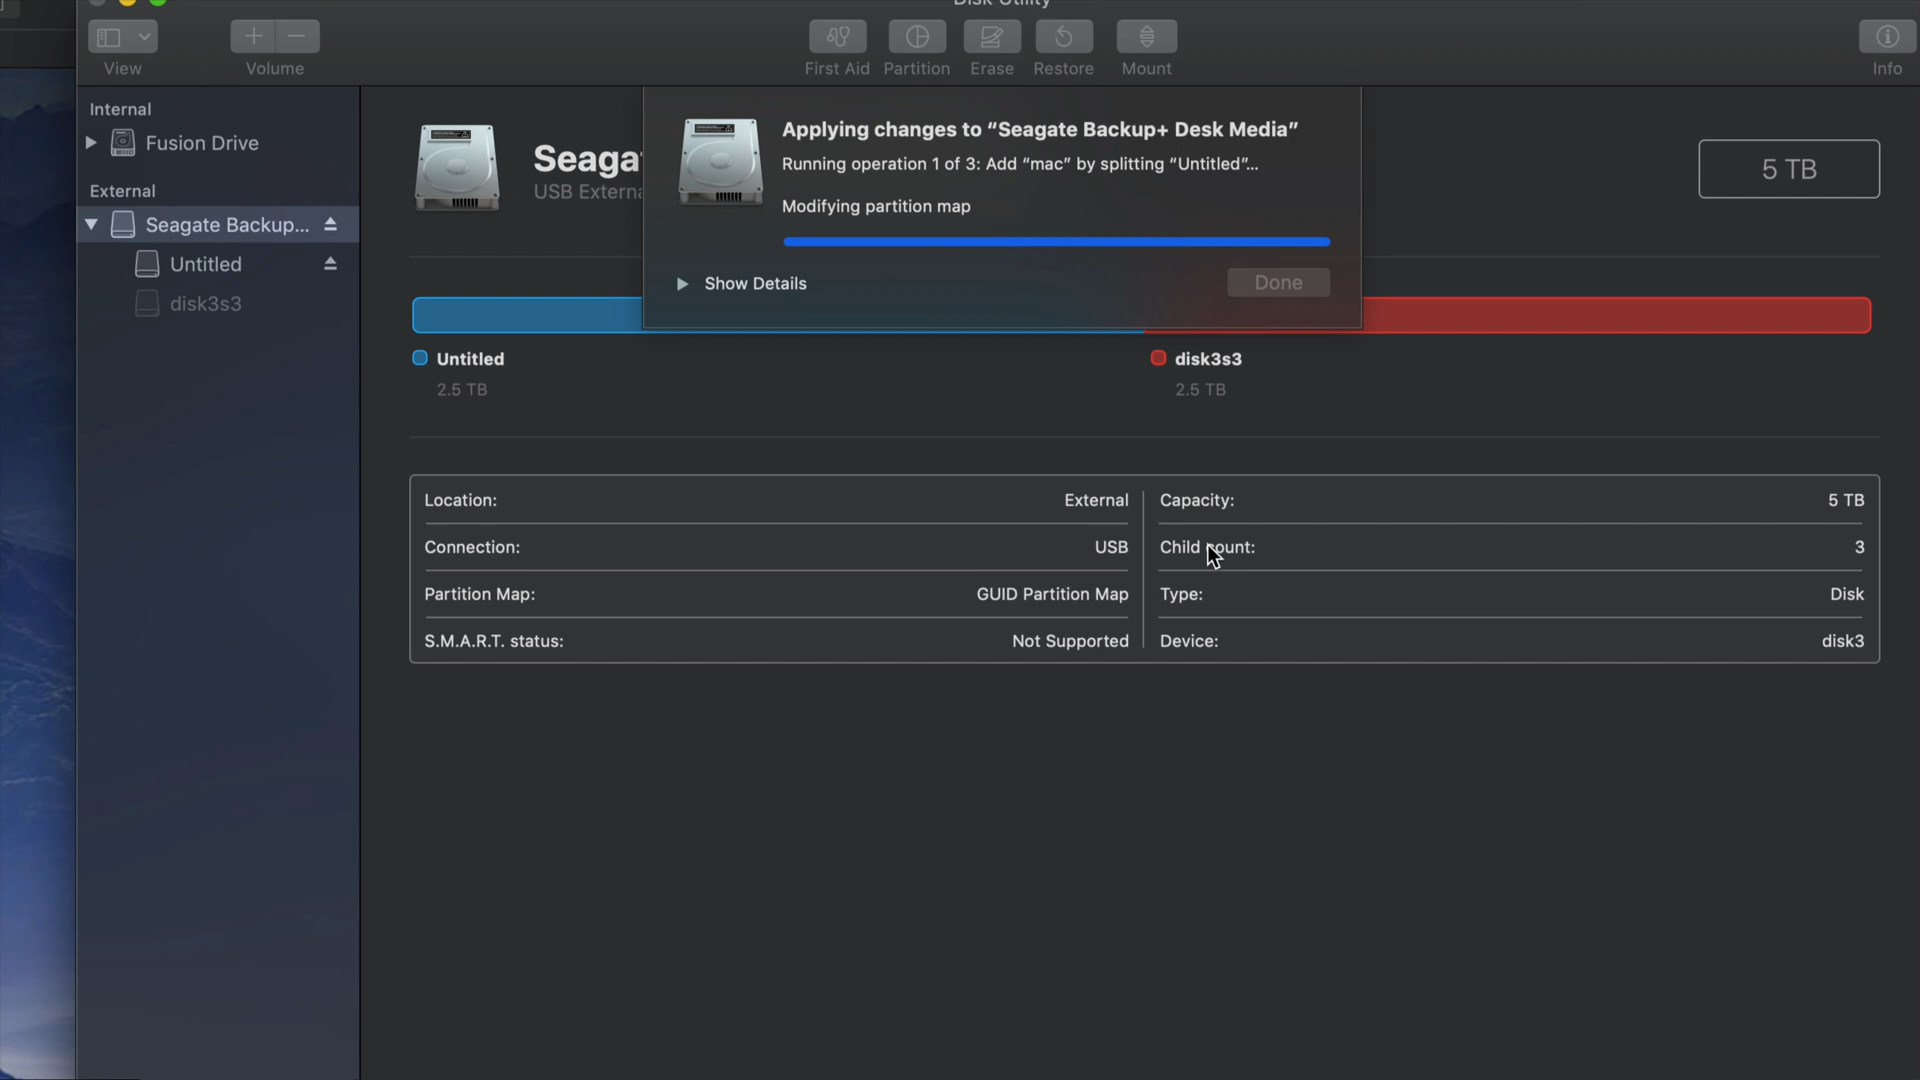 Disk Utility
View
Volume
First Aid
Partition
Erase
Restore
Mount
Info
Internal
Fusion Drive
External
Seagate Backup...
Untitled
disk3s3
Seaga
USB Externa
5 TB
Applying changes to “Seagate Backup+ Desk Media”
Running operation 1 of 3: Add “mac” by splitting “Untitled”...
Modifying partition map
Show Details
Done
Untitled
2.5 TB
disk3s3
2.5 TB
Location: External
Connection: USB
Partition Map: GUID Partition Map
S.M.A.R.T. status: Not Supported
Capacity: 5 TB
Child count: 3
Type: Disk
Device: disk3